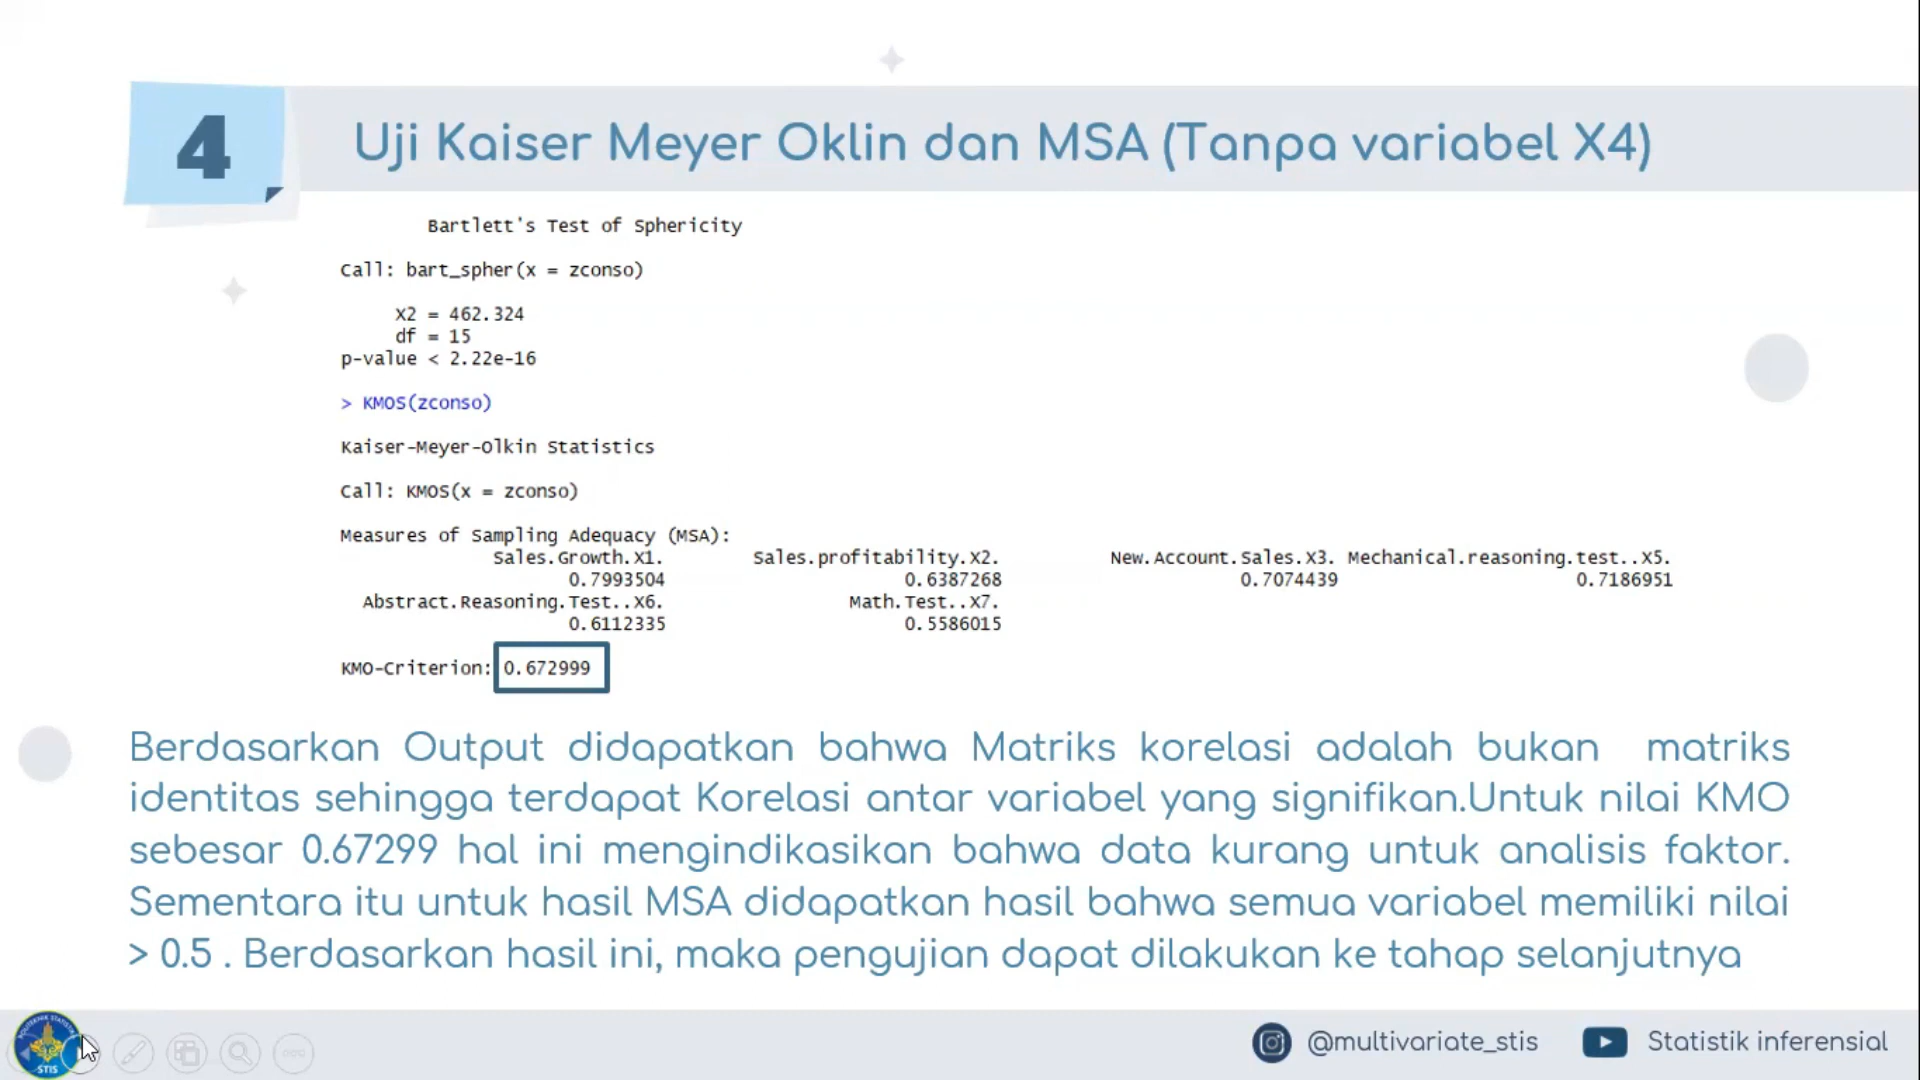 4
Uji Kaiser Meyer Oklin dan MSA (Tanpa variabel X4)
Bartlett's Test of Sphericity
Call: bart_spher(x = zconso)
X2 = 462.324
df = 15
p-value < 2.22e-16
> KMOS(zconso)
Kaiser-Meyer-Olkin Statistics
Call: KMOS(x = zconso)
Measures of Sampling Adequacy (MSA):
Sales.Growth.X1. Sales.profitability.X2. New.Account.Sales.X3. Mechanical.reasoning.test..X5.
0.7993504 0.6387268 0.7074439 0.7186951
Abstract.Reasoning.Test..X6. Math.Test..X7.
0.6112335 0.5586015
KMO-Criterion: 0.672999
Berdasarkan Output didapatkan bahwa Matriks korelasi adalah bukan matriks
identitas sehingga terdapat Korelasi antar variabel yang signifikan.Untuk nilai KMO
sebesar 0.67299 hal ini mengindikasikan bahwa data kurang untuk analisis faktor.
Sementara itu untuk hasil MSA didapatkan hasil bahwa semua variabel memiliki nilai
> 0.5 . Berdasarkan hasil ini, maka pengujian dapat dilakukan ke tahap selanjutnya
POLITEKNIK STATISTIKA
STIS
@multivariate_stis
Statistik inferensial